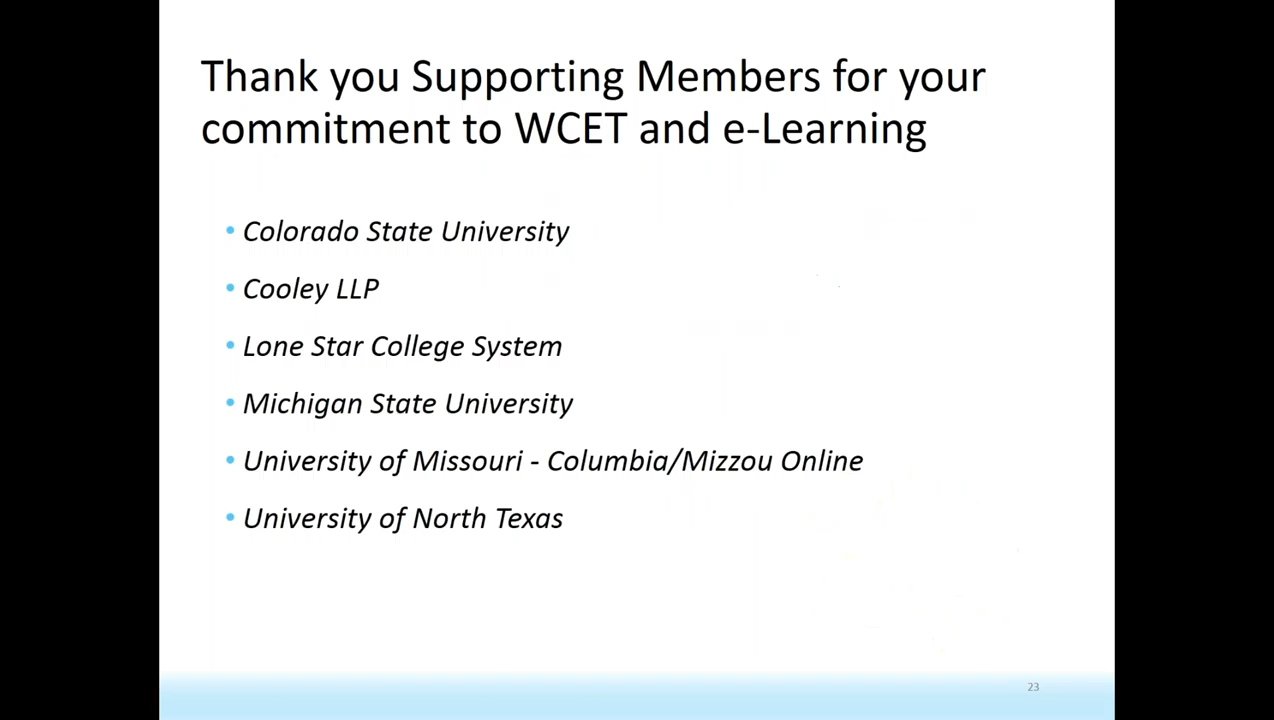 Thank you Supporting Members for your
commitment to WCET and e-Learning
• Colorado State University
• Cooley LLP
• Lone Star College System
• Michigan State University
• University of Missouri - Columbia/Mizzou Online
• University of North Texas
23